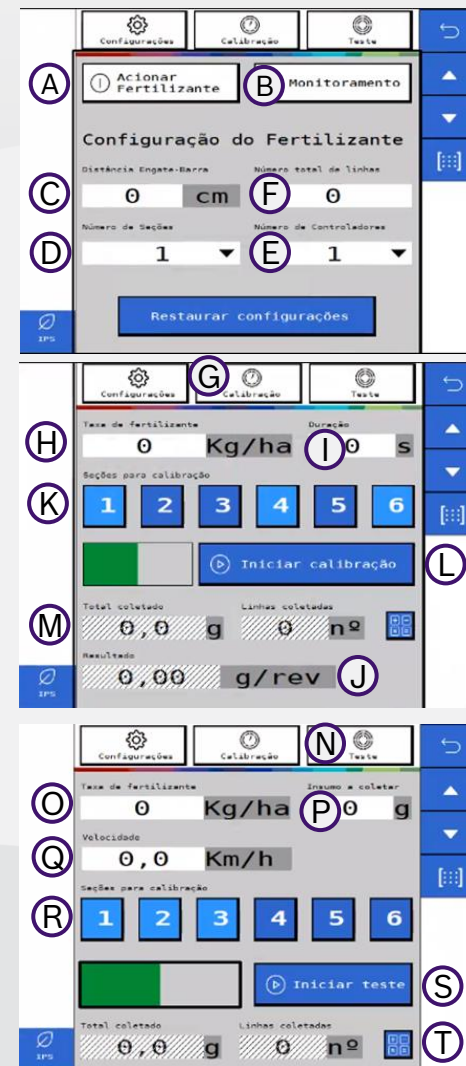 Configurações Calibração Teste
A Acionar Fertilizante B Monitoramento
Configuração do Fertilizante
Distância Engate-Barra Número total de linhas
C 0 cm F 0
Número de Seções Número de Controladores
D 1 E 1
Restaurar configurações
IPS
Configurações G Calibração Teste
Taxa de fertilizante Duração
H 0 Kg/ha I 0 s
Seções para calibração
K 1 2 3 4 5 6
Iniciar calibração L
Total coletado Linhas coletadas
M 0,0 g 0 nº
Resultado
0,00 g/rev J
IPS
Configurações Calibração N Teste
Taxa de fertilizante Insumo a coletar
O 0 Kg/ha P 0 g
Velocidade
Q 0,0 Km/h
Seções para calibração
R 1 2 3 4 5 6
Iniciar teste S
Total coletado Linhas coletadas
0,0 g 0 nº T
IPS